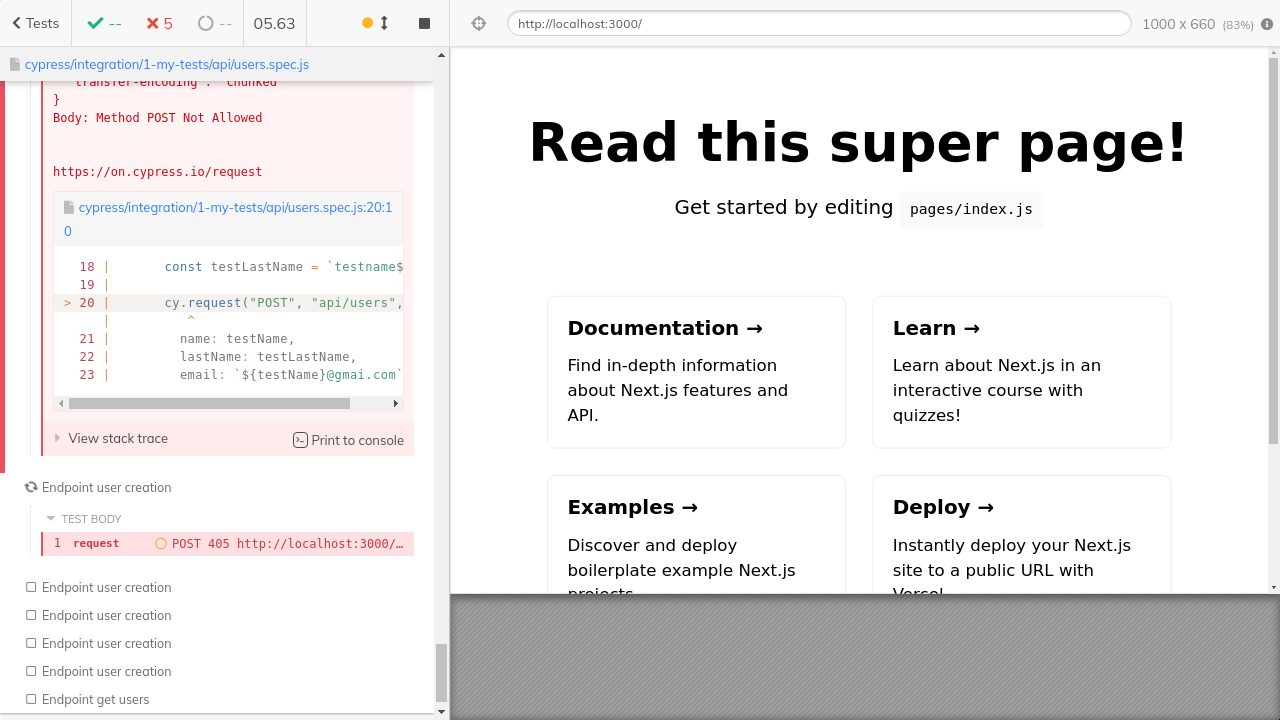 Tests
--
5
--
05.63
http://localhost:3000/
1000 x 660 (83%)
cypress/integration/1-my-tests/api/users.spec.js
"transfer-encoding": "chunked"
}
Body: Method POST Not Allowed
https://on.cypress.io/request
cypress/integration/1-my-tests/api/users.spec.js:20:1
0
18 | const testLastName = `testname$
19 |
> 20 | cy.request("POST", "api/users",
| ^
21 | name: testName,
22 | lastName: testLastName,
23 | email: `${testName}@gmai.com`
View stack trace
Print to console
Endpoint user creation
TEST BODY
1 request POST 405 http://localhost:3000/…
Endpoint user creation
Endpoint user creation
Endpoint user creation
Endpoint user creation
Endpoint get users
Read this super page!
Get started by editing pages/index.js
Documentation →
Find in-depth information
about Next.js features and
API.
Learn →
Learn about Next.js in an
interactive course with
quizzes!
Examples →
Discover and deploy
boilerplate example Next.js
projects.
Deploy →
Instantly deploy your Next.js
site to a public URL with
Vercel.